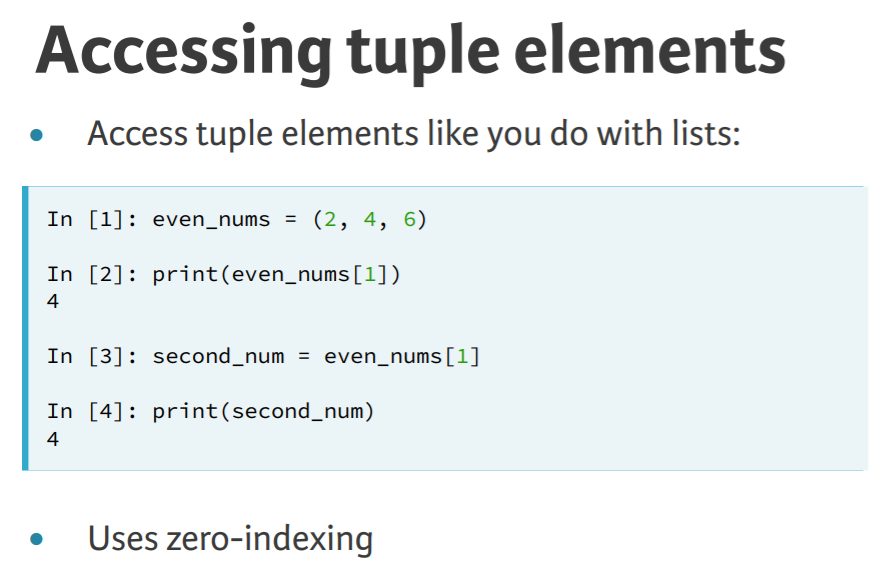 Accessing tuple elements
• Access tuple elements like you do with lists:
In [1]: even_nums = (2, 4, 6)
In [2]: print(even_nums[1])
4
In [3]: second_num = even_nums[1]
In [4]: print(second_num)
4
• Uses zero-indexing